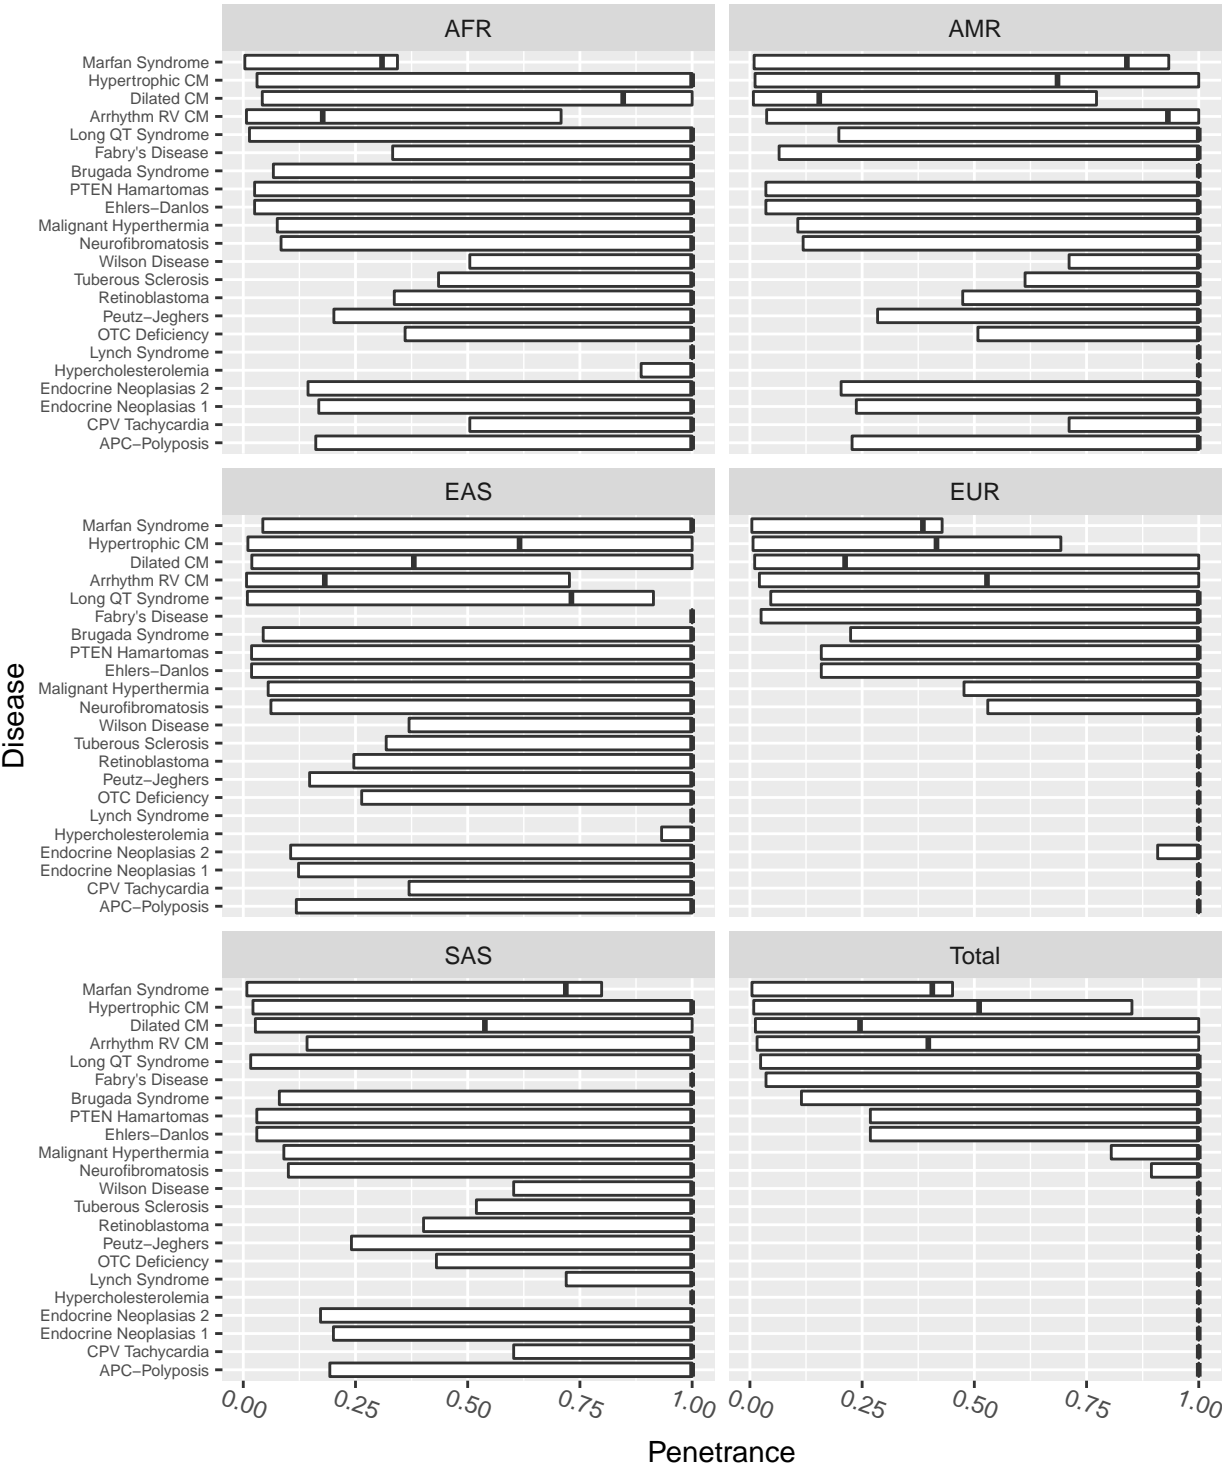 AFR
AMR
Marfan Syndrome
Hypertrophic CM
Dilated CM
Arrhythm RV CM
Long QT Syndrome
Fabry's Disease
Brugada Syndrome
PTEN Hamartomas
Ehlers−Danlos
Malignant Hyperthermia
Neurofibromatosis
Wilson Disease
Tuberous Sclerosis
Retinoblastoma
Peutz−Jeghers
OTC Deficiency
Lynch Syndrome
Hypercholesterolemia
Endocrine Neoplasias 2
Endocrine Neoplasias 1
CPV Tachycardia
APC−Polyposis
EAS
EUR
Marfan Syndrome
Hypertrophic CM
Dilated CM
Arrhythm RV CM
Long QT Syndrome
Fabry's Disease
Brugada Syndrome
PTEN Hamartomas
Ehlers−Danlos
Malignant Hyperthermia
Neurofibromatosis
Wilson Disease
Tuberous Sclerosis
Retinoblastoma
Peutz−Jeghers
OTC Deficiency
Lynch Syndrome
Hypercholesterolemia
Endocrine Neoplasias 2
Endocrine Neoplasias 1
CPV Tachycardia
APC−Polyposis
Disease
SAS
Total
Marfan Syndrome
Hypertrophic CM
Dilated CM
Arrhythm RV CM
Long QT Syndrome
Fabry's Disease
Brugada Syndrome
PTEN Hamartomas
Ehlers−Danlos
Malignant Hyperthermia
Neurofibromatosis
Wilson Disease
Tuberous Sclerosis
Retinoblastoma
Peutz−Jeghers
OTC Deficiency
Lynch Syndrome
Hypercholesterolemia
Endocrine Neoplasias 2
Endocrine Neoplasias 1
CPV Tachycardia
APC−Polyposis
0.00 0.25 0.50 0.75 1.00 0.00 0.25 0.50 0.75 1.00
Penetrance